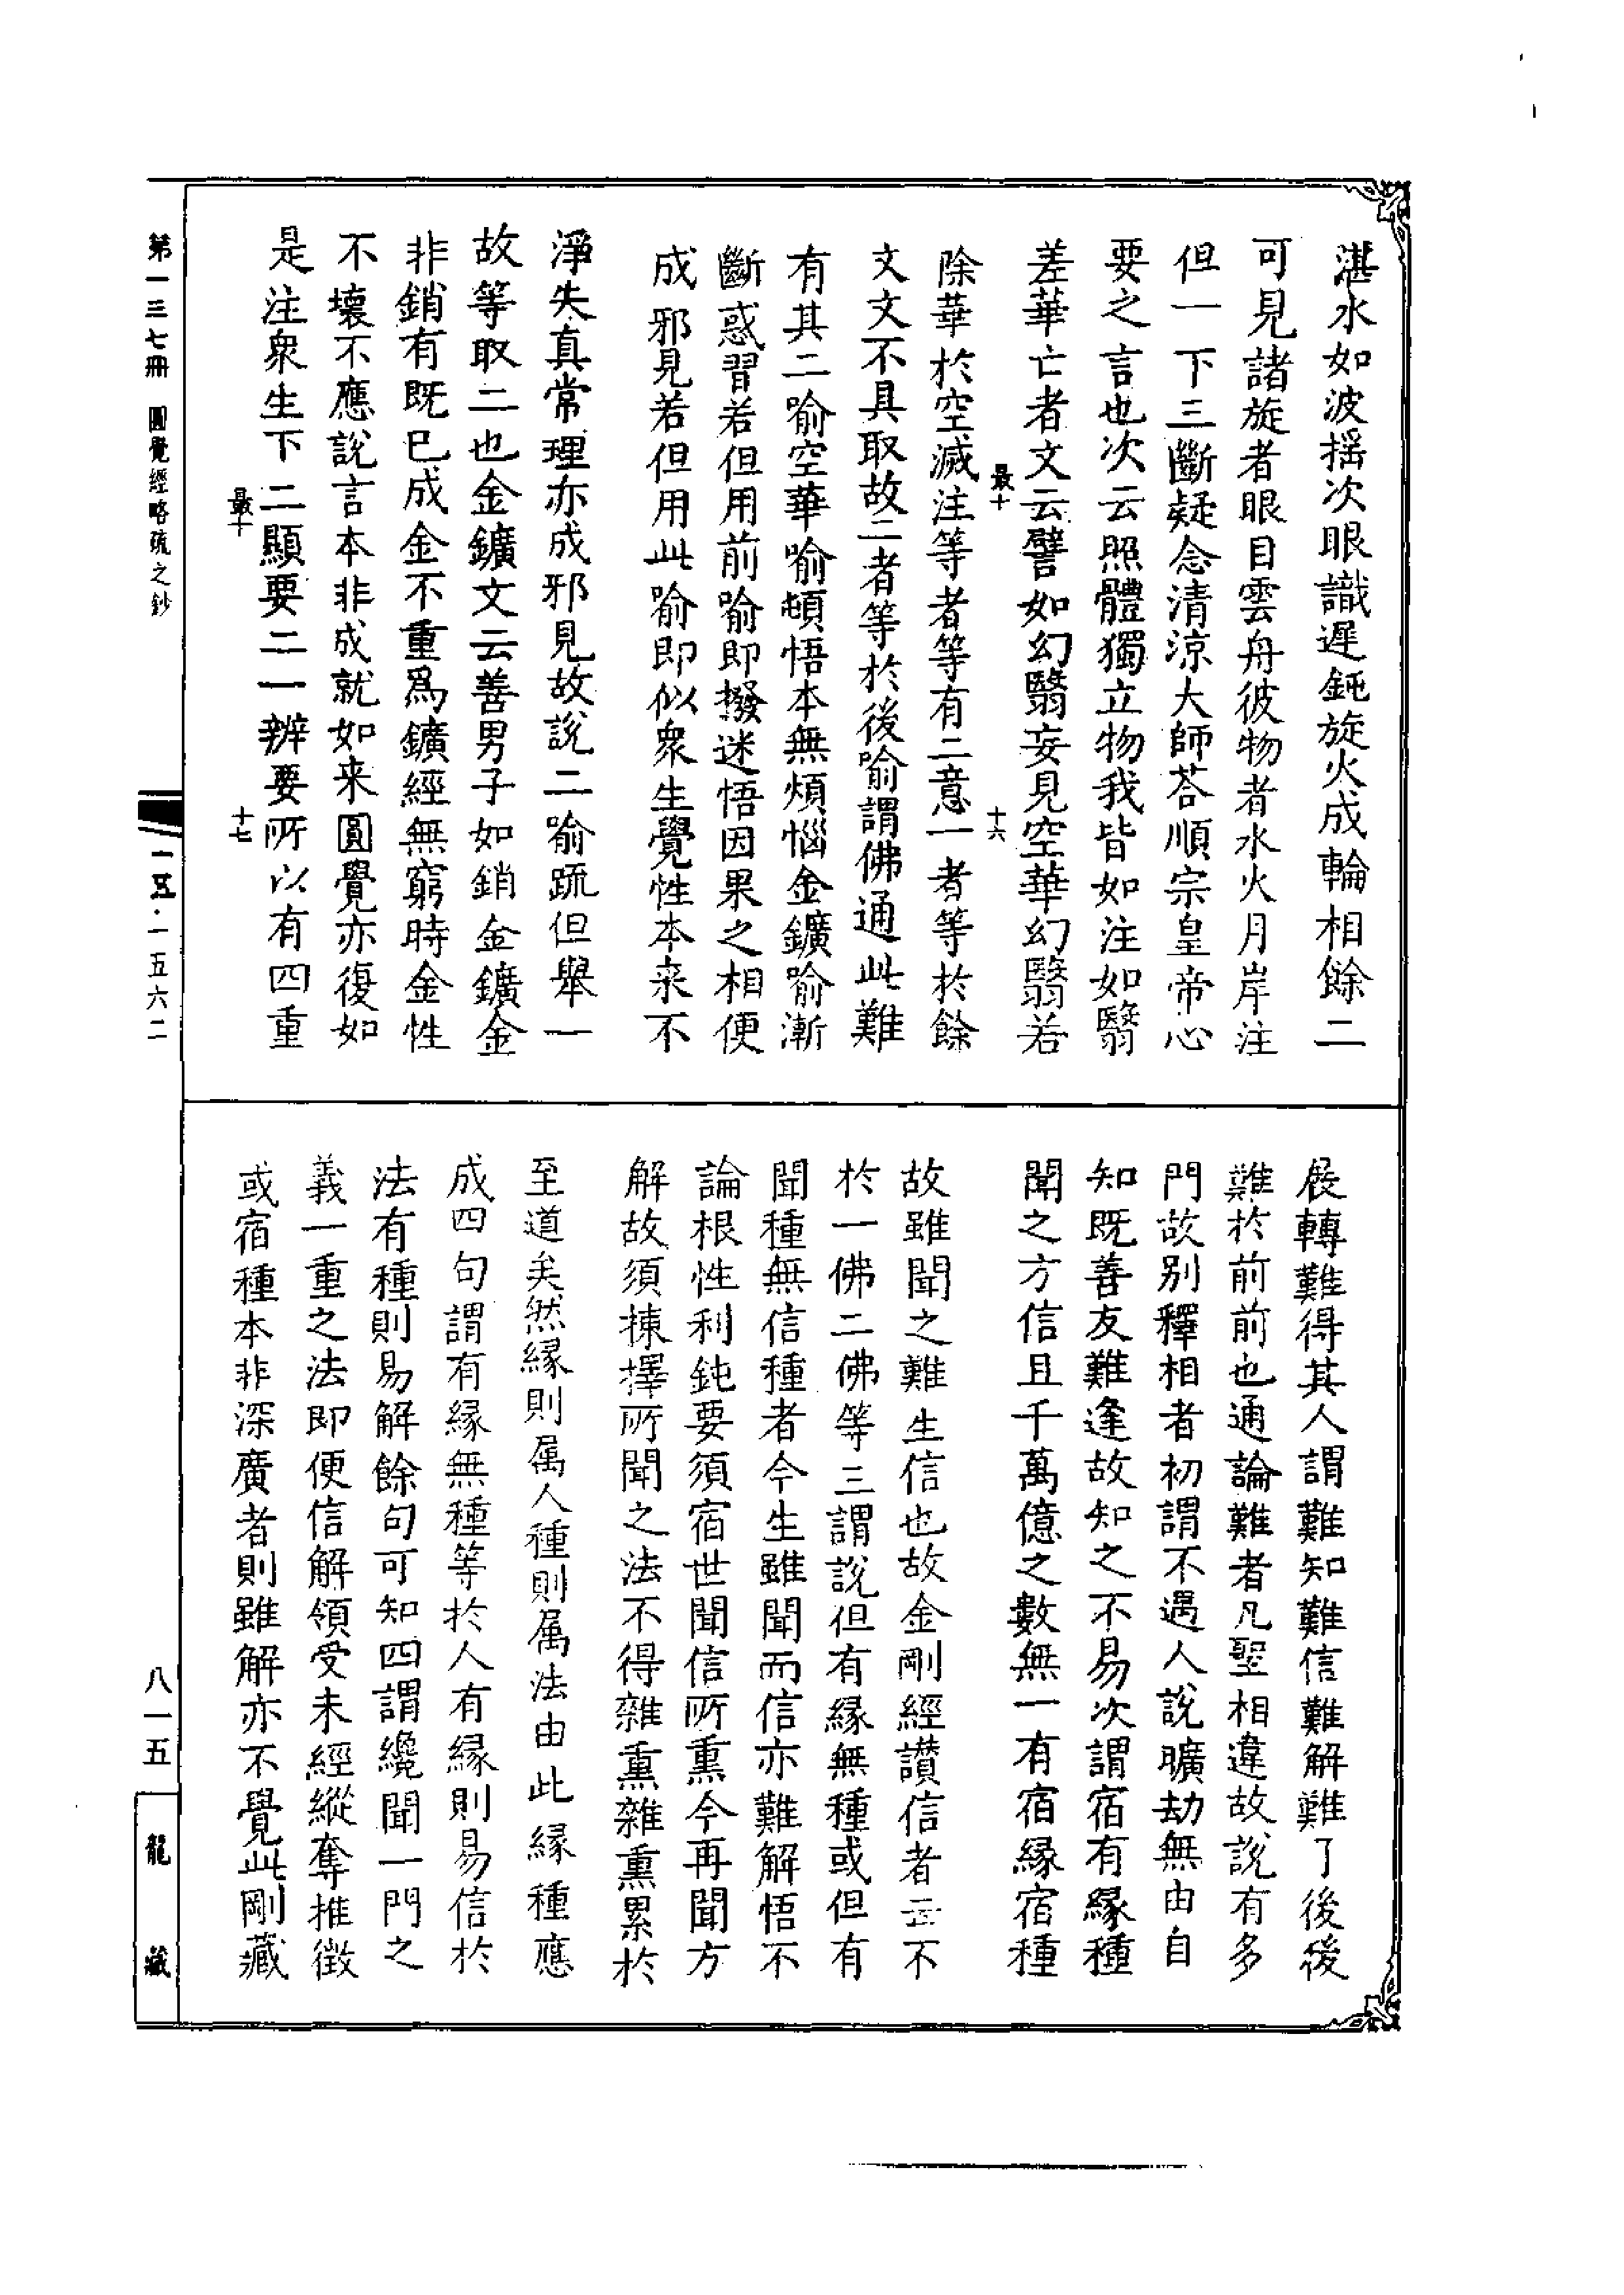 湛水如波摇次眼識遲鈍旋火成輪相餘二
可見諸旋者眼目雲舟彼物者水火月岸注
但一下三斷疑念清涼大師荅順宗皇帝心
要之言也次云照體獨立物我皆如注如翳
差華亡者文云譬如幻翳妄見空華幻翳若
最十
十六
除華於空滅注等者等有二意一者等於餘
文文不具取故二者等於後喻謂佛通此難
有其二喻空華喻頓悟本無煩惱金鑛喻漸
斷惑習若但用前喻即撥迷悟因果之相便
成邪見若但用此喻即似衆生覺性本來不
淨失真常理亦成邪見故說二喻䟽但舉一
故等取二也金鑛文云善男子如銷金鑛金
非銷有既已成金不重爲鑛經無窮時金性
不壞不應說言本非成就如来圓覺亦復如
是注衆生下二顯要二一辨要所以有四重
最十
十七
展轉難得其人謂難知難信難解難了後後
難於前前也通論難者凡聖相違故說有多
門故別釋相者初謂不遇人說曠劫無由自
知既善友難逢故知之不易次謂宿有緣種
聞之方信且千萬億之數無一有宿緣宿種
故雖聞之難生信也故金剛經讚信者云不
於一佛二佛等三謂說但有緣無種或但有
聞種無信種者今生雖聞而信亦難解悟不
論根性利鈍要須宿世聞信所熏今再聞方
解故須揀擇所聞之法不得雜熏雜熏累於
至道矣然緣則属人種則属法由此緣種應
成四句謂有緣無種等於人有緣則易信於
法有種則易解餘句可知四謂纔聞一門之
義一重之法即便信解領受未經縱奪推徵
或宿種本非深廣者則雖解亦不覺此剛藏
第一三七冊 圓覺經略疏之鈔
一五·一五六二
八一五
龍藏